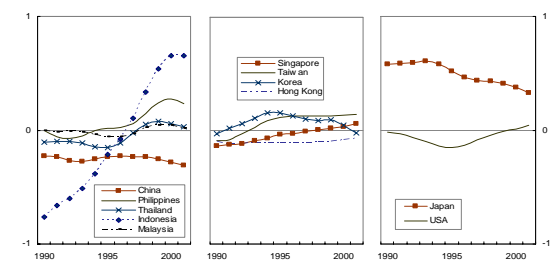 1 1
Singapore
Taiwan
Korea
Hong Kong
0 0
China
Philippines
Thailand
Indonesia
Malaysia
Japan
USA
-1 -1
1990 1995 2000 1990 1995 2000 1990 1995 2000